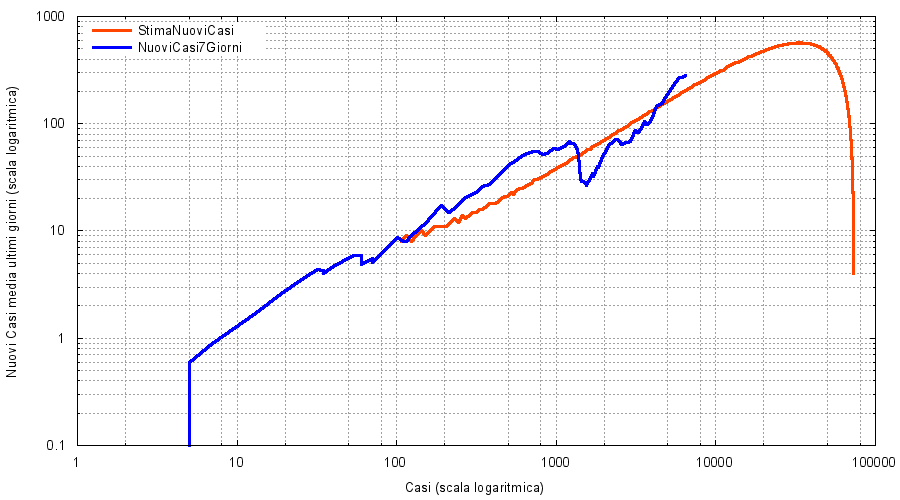 1000
StimaNuoviCasi
NuoviCasi7Giorni
100
10
1
0.1
Nuovi Casi media ultimi giorni (scala logaritmica)
1 10 100 1000 10000 100000
Casi (scala logaritmica)